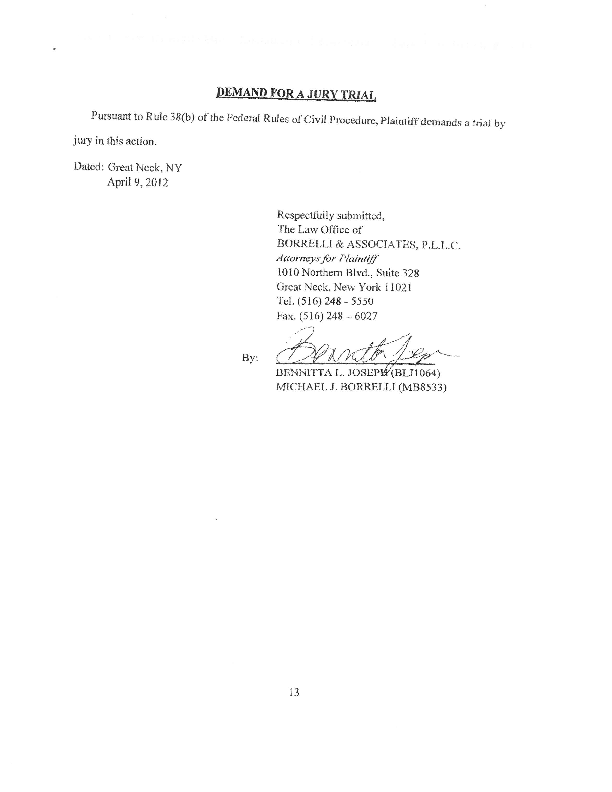 DEMAND FOR A JURY TRIAL
Pursuant to Rule 38(b) of the Federal Rules of Civil Procedure, Plaintiff demands a trial by
jury in this action.
Dated: Great Neck, NY
April 9, 2012
Respectfully submitted,
The Law Office of
BORRELLI & ASSOCIATES, P.L.L.C.
Attorneys for Plaintiff
1010 Northern Blvd., Suite 328
Great Neck, New York 11021
Tel. (516) 248 - 5550
Fax. (516) 248 - 6027
By:
BENNITTA L. JOSEPH (BLJ1064)
MICHAEL J. BORRELLI (MB8533)
13